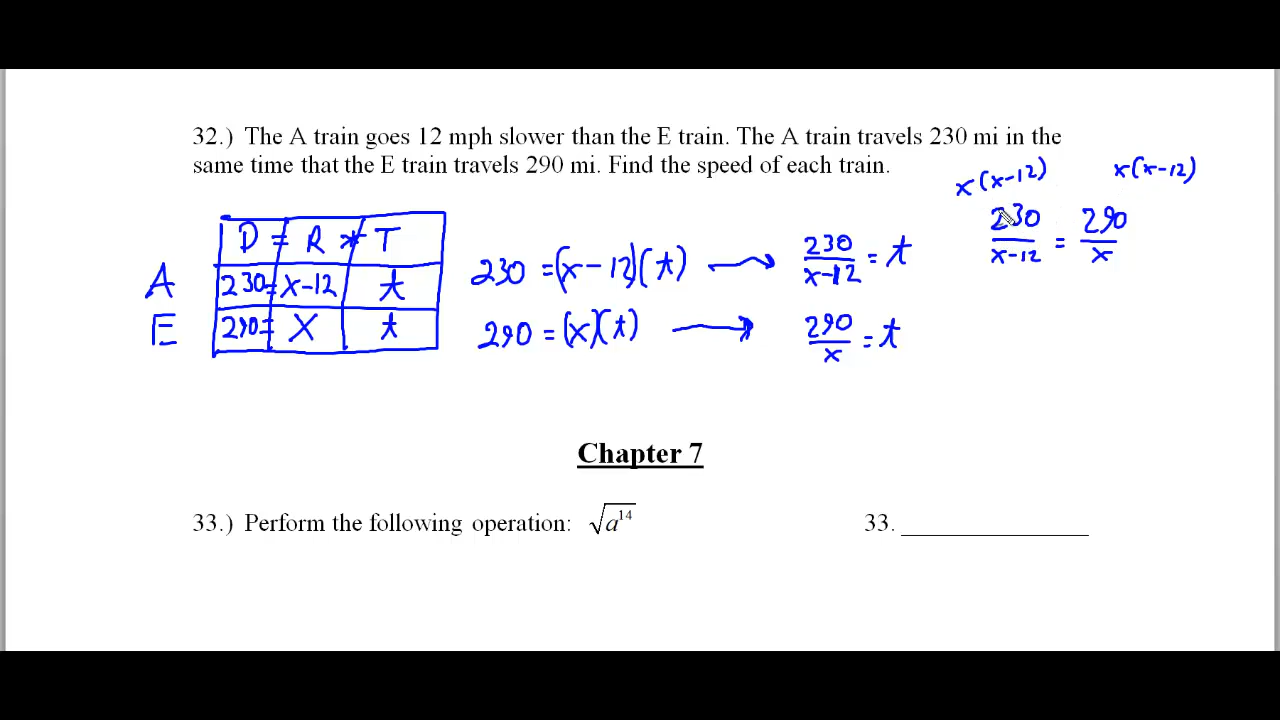 32.) The A train goes 12 mph slower than the E train. The A train travels 230 mi in the
same time that the E train travels 290 mi. Find the speed of each train.
x(x-12) x(x-12)
230/x-12 = 290/x
D = R * T
A 230= x-12 t
E 290= x t
230 = (x-12)(t) → 230/x-12 = t
290 = (x)(t) → 290/x = t
Chapter 7
33.) Perform the following operation: √a¹⁴ 33. ______________